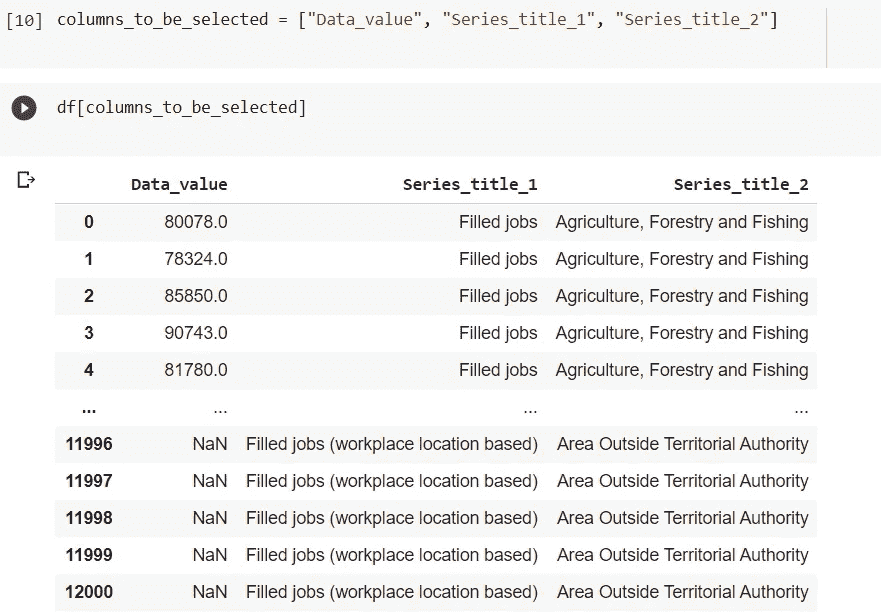 [10] columns_to_be_selected = ["Data_value", "Series_title_1", "Series_title_2"]
df[columns_to_be_selected]
Data_value Series_title_1 Series_title_2
0 80078.0 Filled jobs Agriculture, Forestry and Fishing
1 78324.0 Filled jobs Agriculture, Forestry and Fishing
2 85850.0 Filled jobs Agriculture, Forestry and Fishing
3 90743.0 Filled jobs Agriculture, Forestry and Fishing
4 81780.0 Filled jobs Agriculture, Forestry and Fishing
... ... ... ...
11996 NaN Filled jobs (workplace location based) Area Outside Territorial Authority
11997 NaN Filled jobs (workplace location based) Area Outside Territorial Authority
11998 NaN Filled jobs (workplace location based) Area Outside Territorial Authority
11999 NaN Filled jobs (workplace location based) Area Outside Territorial Authority
12000 NaN Filled jobs (workplace location based) Area Outside Territorial Authority